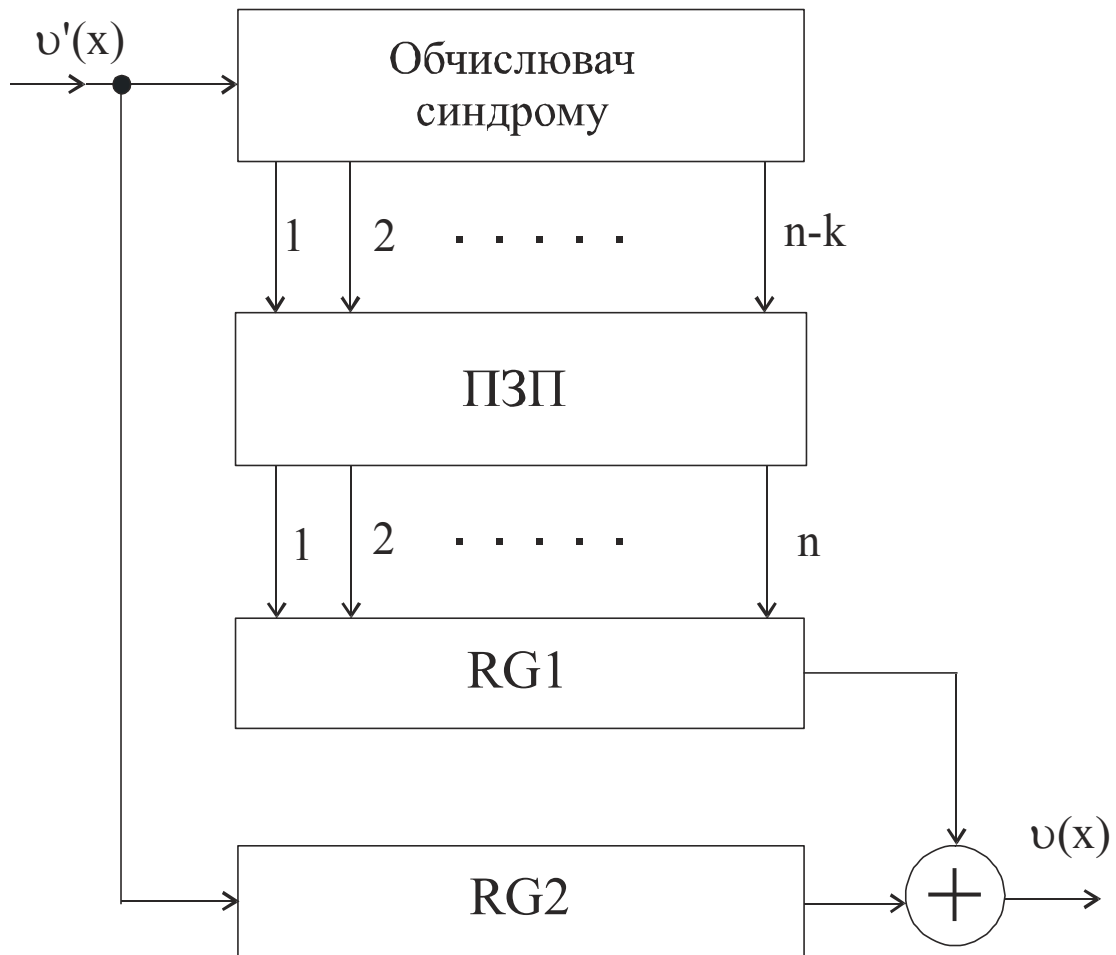 υ'(x)
Обчислювач
синдрому
1 2 . . . . . n-k
ПЗП
1 2 . . . . . n
RG1
υ(x)
RG2
+